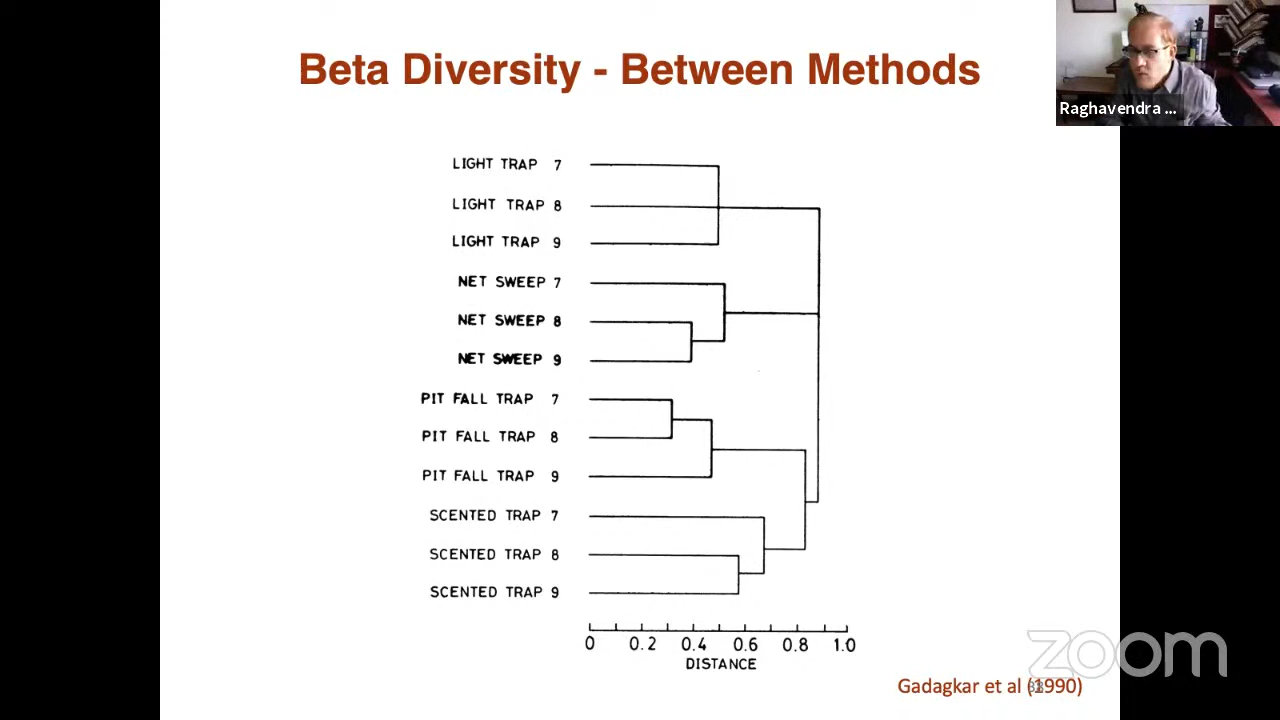 Beta Diversity - Between Methods
Raghavendra ...
LIGHT TRAP 7
LIGHT TRAP 8
LIGHT TRAP 9
NET SWEEP 7
NET SWEEP 8
NET SWEEP 9
PIT FALL TRAP 7
PIT FALL TRAP 8
PIT FALL TRAP 9
SCENTED TRAP 7
SCENTED TRAP 8
SCENTED TRAP 9
0 0.2 0.4 0.6 0.8 1.0
DISTANCE
zoom
Gadagkar et al (1990)